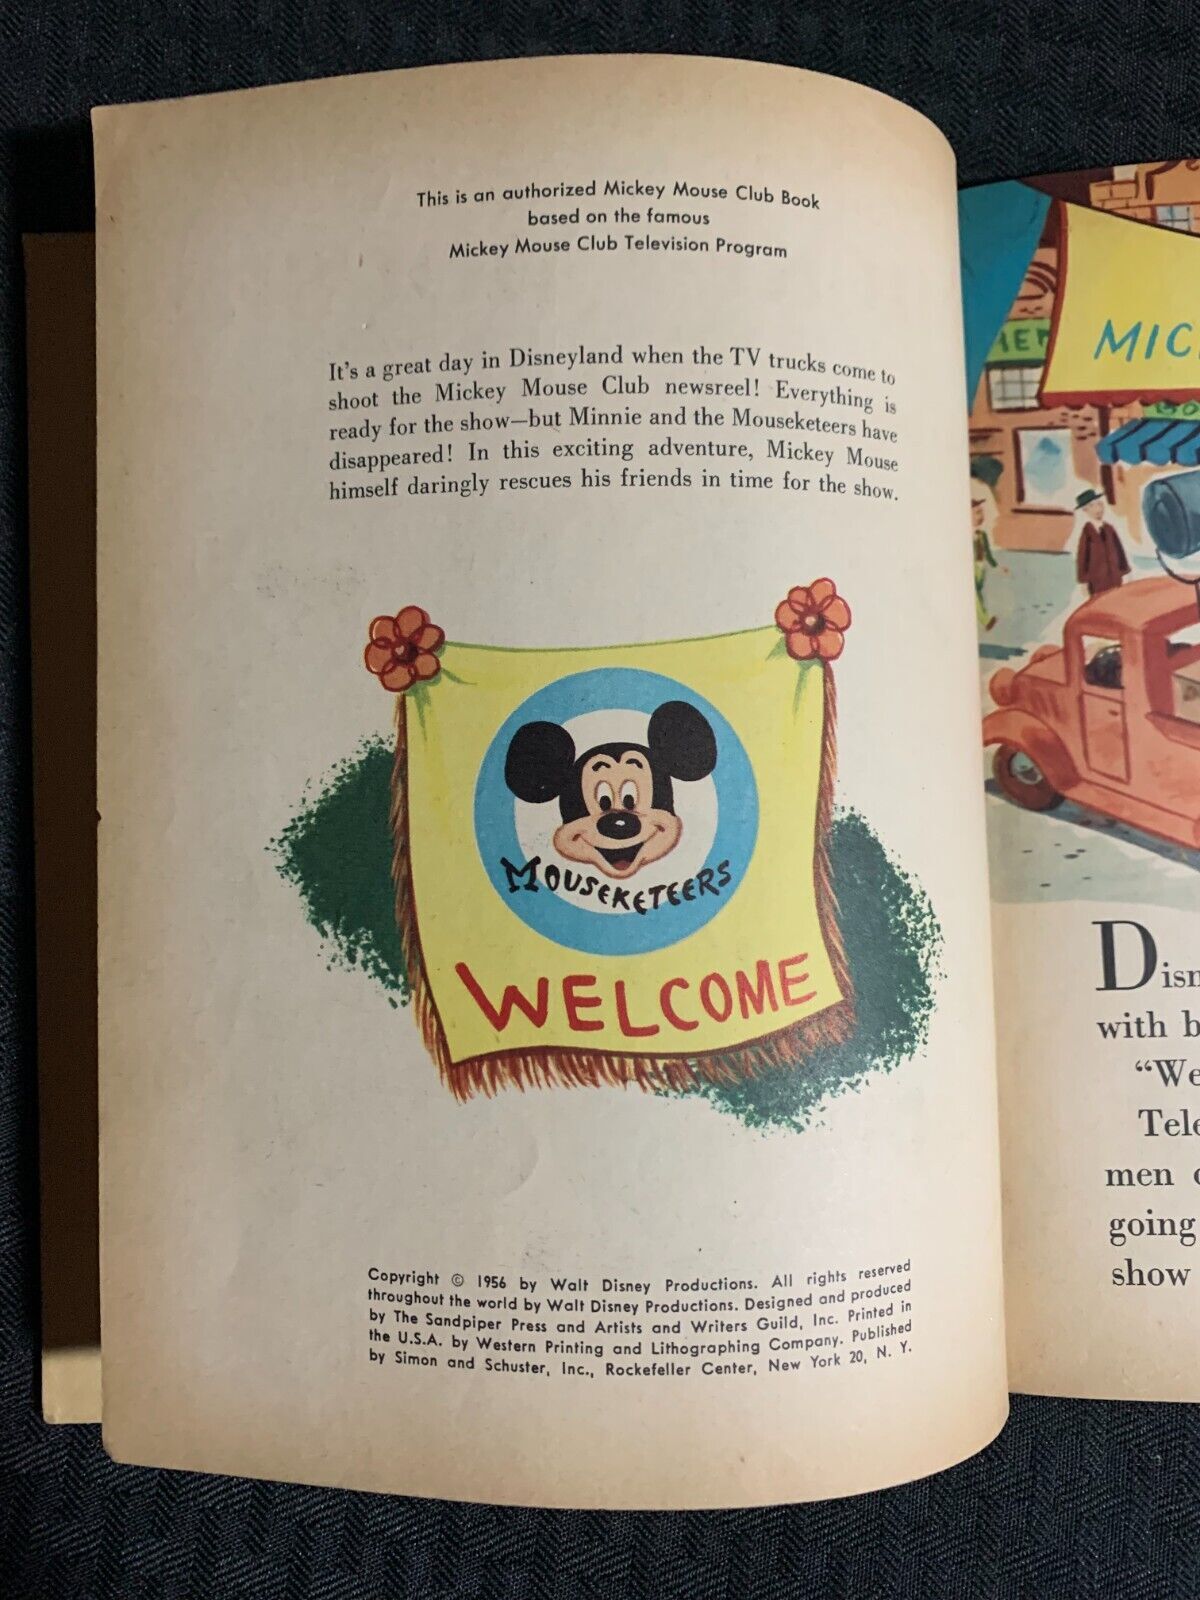 This is an authorized Mickey Mouse Club Book
based on the famous
Mickey Mouse Club Television Program
It's a great day in Disneyland when the TV trucks come to
shoot the Mickey Mouse Club newsreel! Everything is
ready for the show—but Minnie and the Mouseketeers have
disappeared! In this exciting adventure, Mickey Mouse
himself daringly rescues his friends in time for the show.
MOUSEKETEERS
WELCOME
Copyright © 1956 by Walt Disney Productions. All rights reserved
throughout the world by Walt Disney Productions. Designed and produced
by The Sandpiper Press and Artists and Writers Guild, Inc. Printed in
the U.S.A. by Western Printing and Lithographing Company. Published
by Simon and Schuster, Inc., Rockefeller Center, New York 20, N. Y.
MIC
Disn
with b
“We
Tele
men
going
show